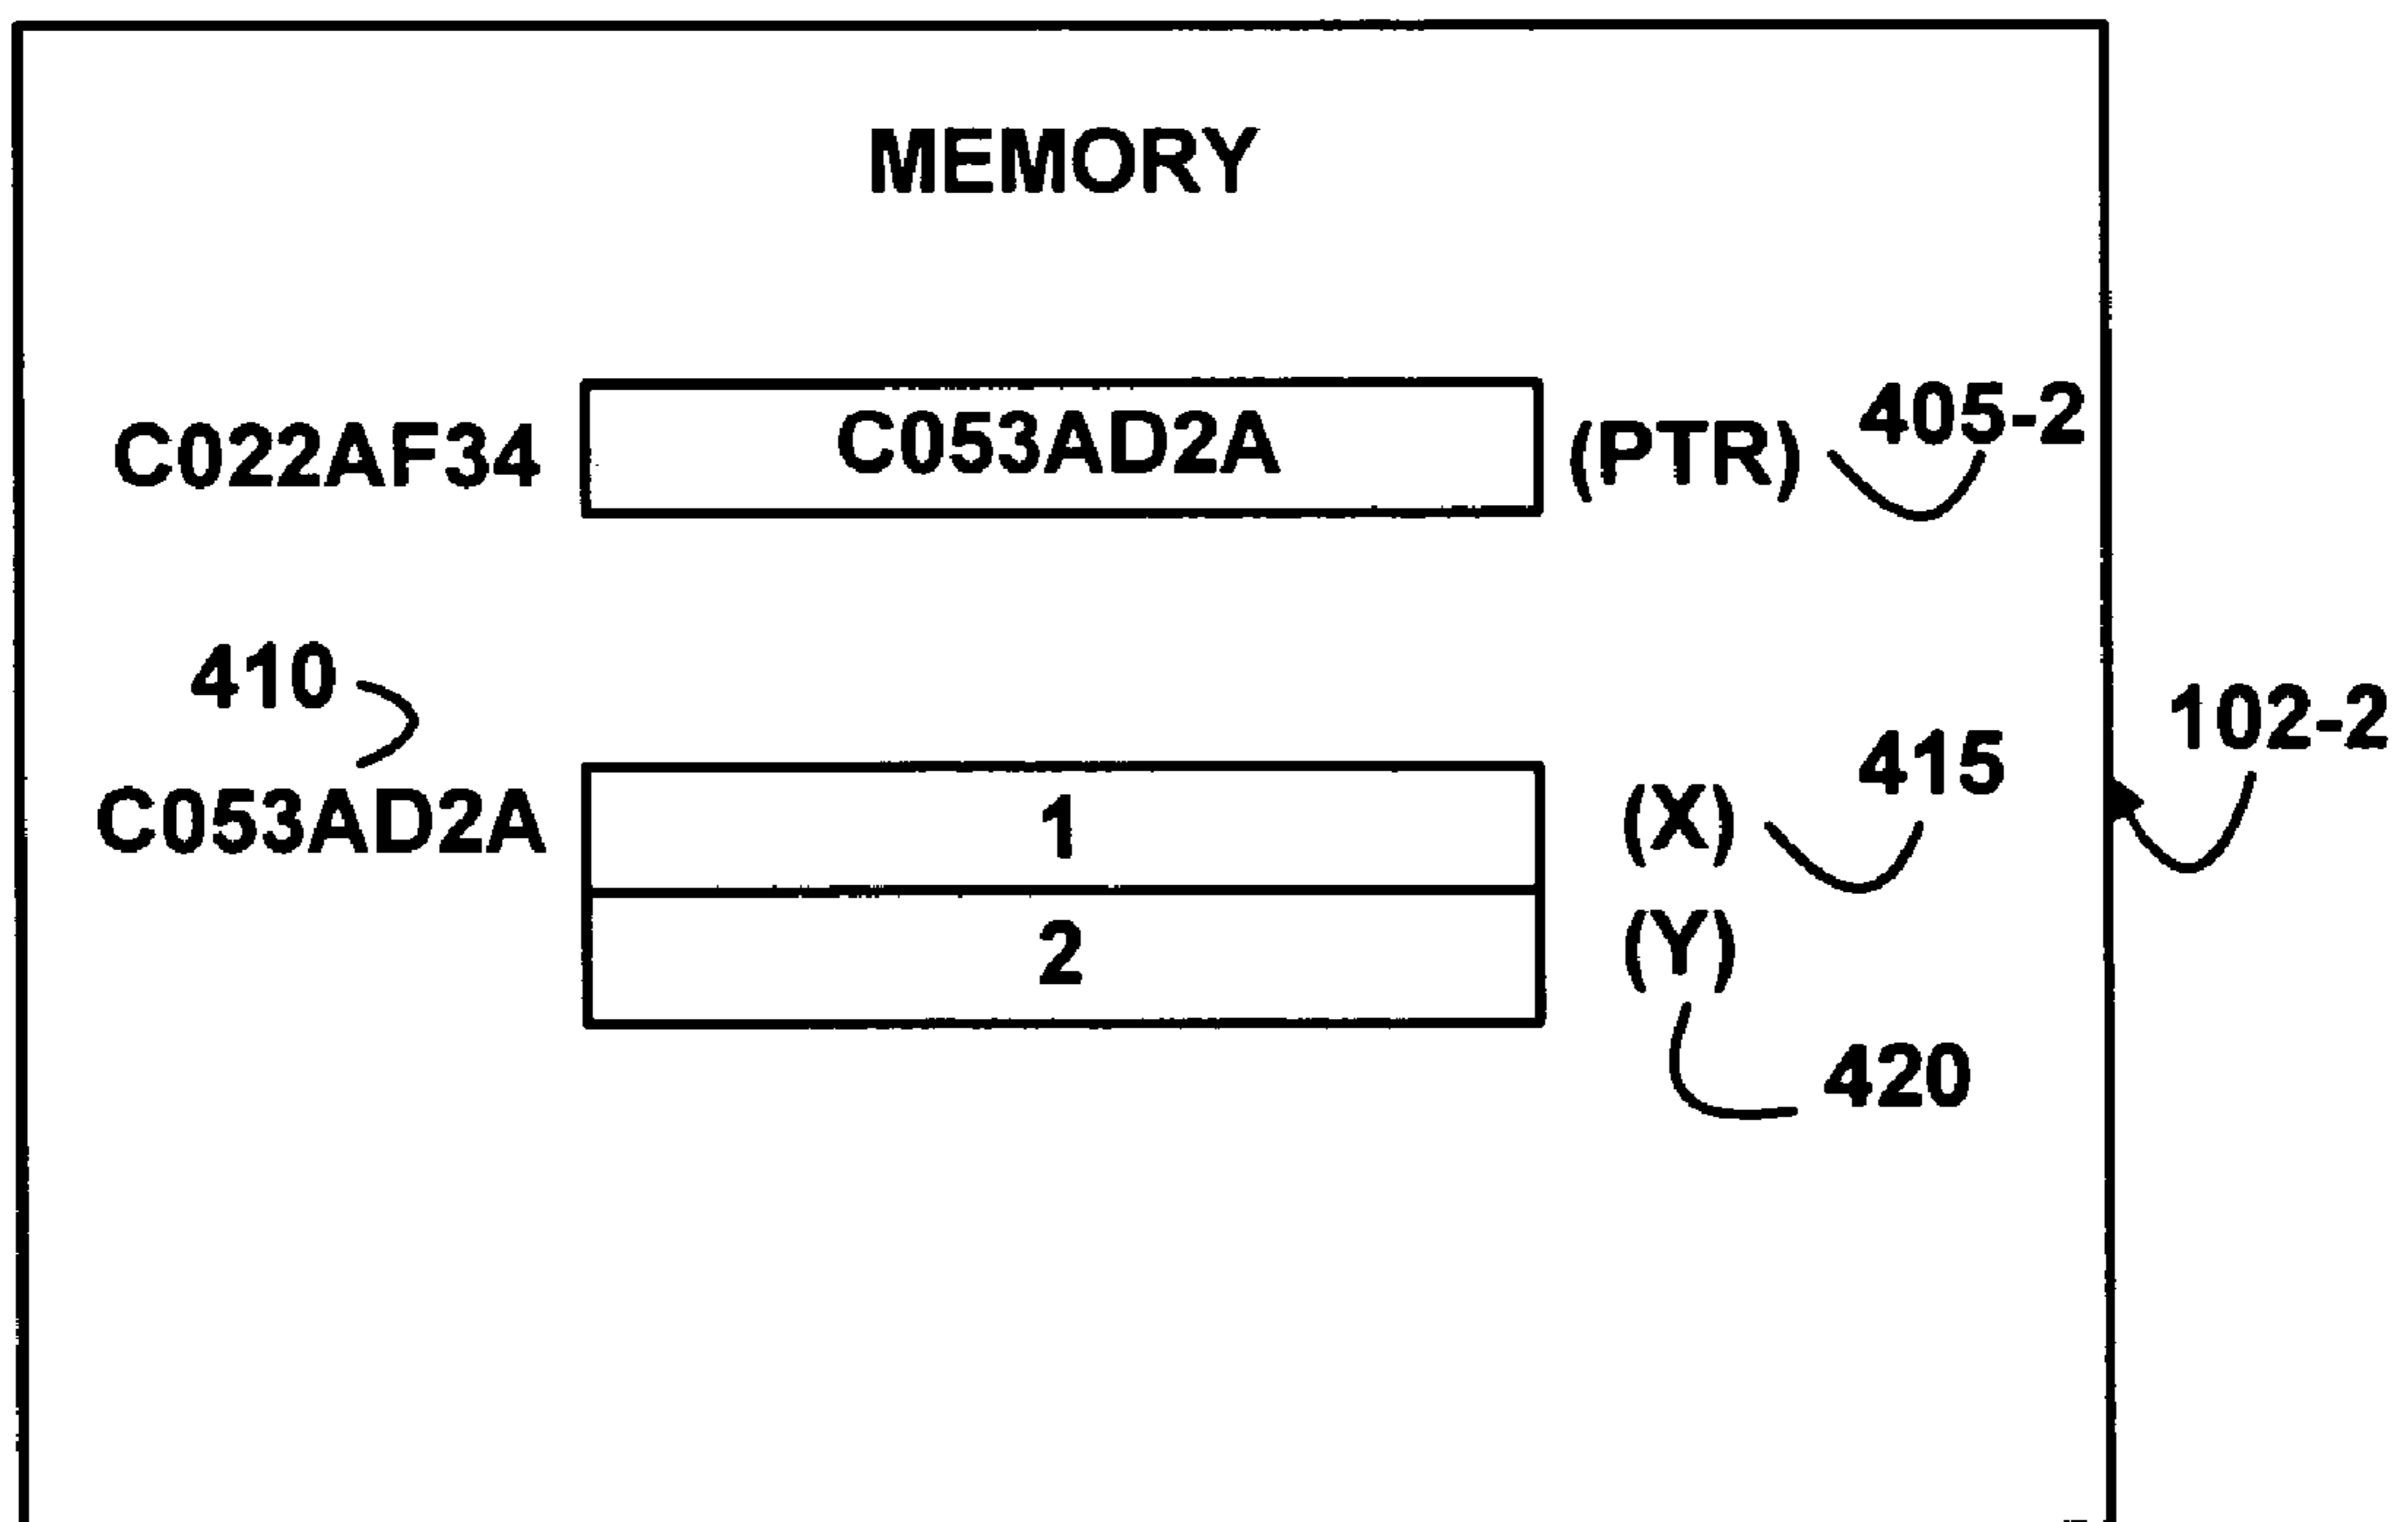 MEMORY
C022AF34 C053AD2A (PTR) 405-2
410
102-2
415
C053AD2A 1 (X)
2 (Y)
420